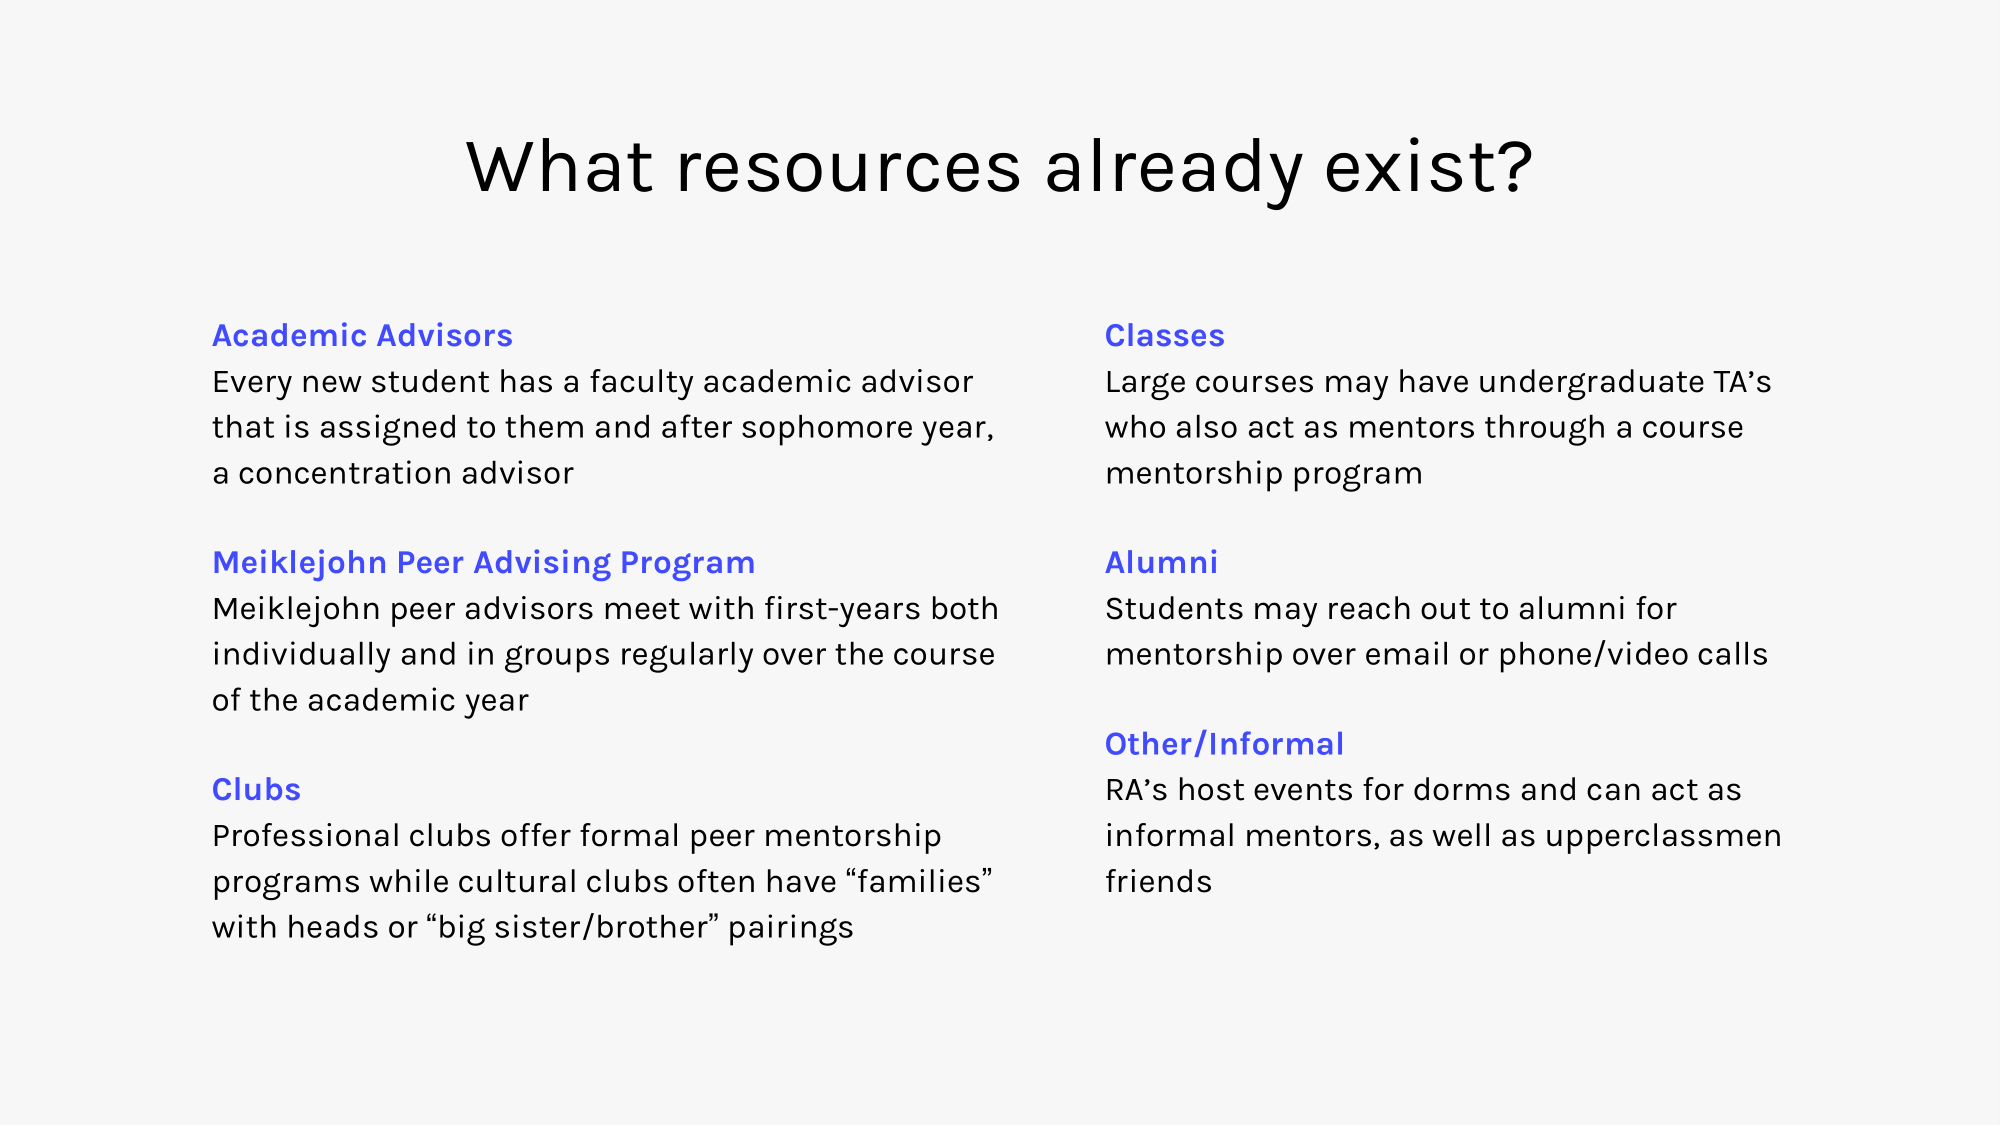 What resources already exist?
Academic Advisors
Every new student has a faculty academic advisor
that is assigned to them and after sophomore year,
a concentration advisor
Meiklejohn Peer Advising Program
Meiklejohn peer advisors meet with first-years both
individually and in groups regularly over the course
of the academic year
Clubs
Professional clubs offer formal peer mentorship
programs while cultural clubs often have “families”
with heads or “big sister/brother” pairings
Classes
Large courses may have undergraduate TA’s
who also act as mentors through a course
mentorship program
Alumni
Students may reach out to alumni for
mentorship over email or phone/video calls
Other/Informal
RA’s host events for dorms and can act as
informal mentors, as well as upperclassmen
friends